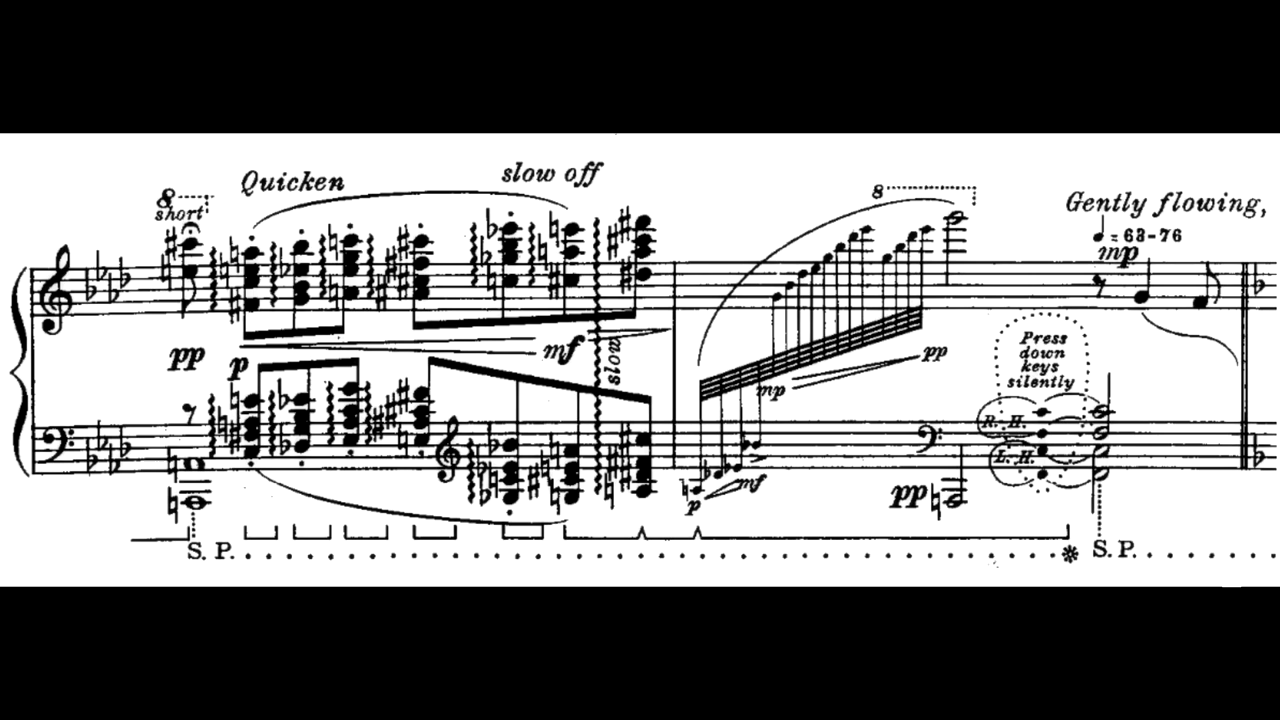 8
short
Quicken
slow off
8
Gently flowing,
= 63-76
mp
pp
p
mf
slow
mp
pp
Press
down
keys
silently
R. H.
L. H.
p
mf
pp
S. P.
S. P.